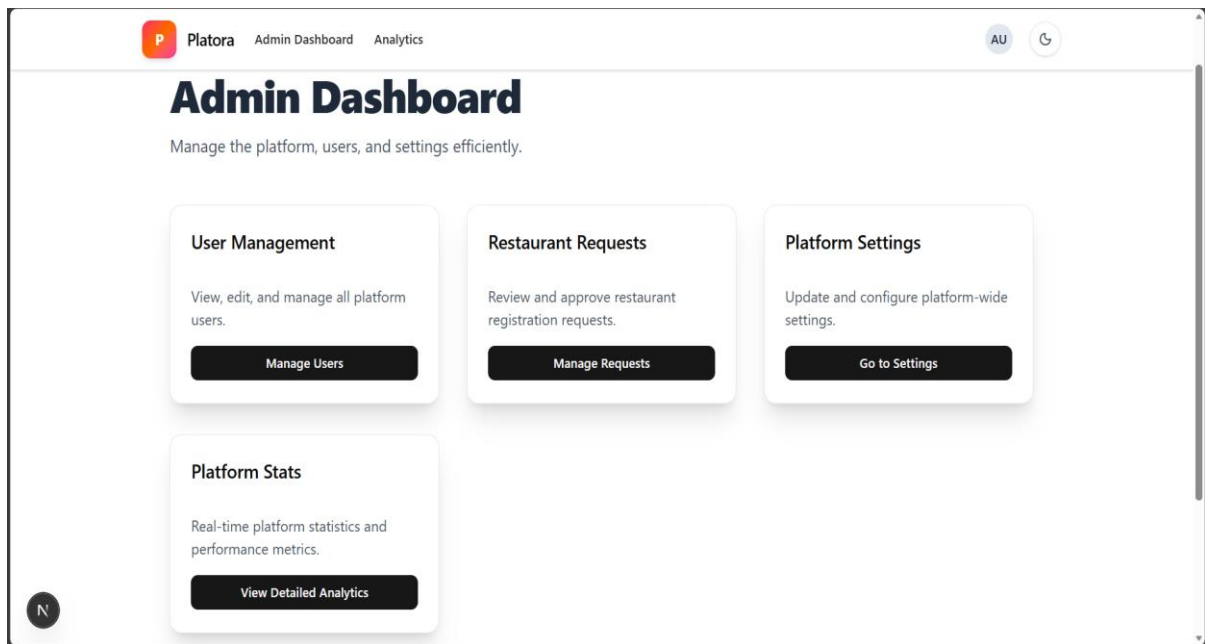 P
Platora Admin Dashboard Analytics
AU
Admin Dashboard
Manage the platform, users, and settings efficiently.
User Management
View, edit, and manage all platform
users.
Manage Users
Restaurant Requests
Review and approve restaurant
registration requests.
Manage Requests
Platform Settings
Update and configure platform-wide
settings.
Go to Settings
Platform Stats
Real-time platform statistics and
performance metrics.
View Detailed Analytics
N